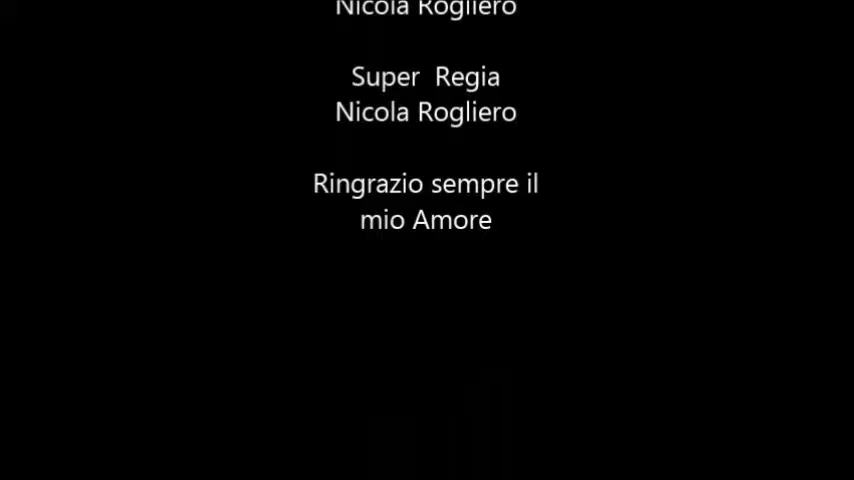 Nicola Rogliero
Super Regia
Nicola Rogliero
Ringrazio sempre il
mio Amore